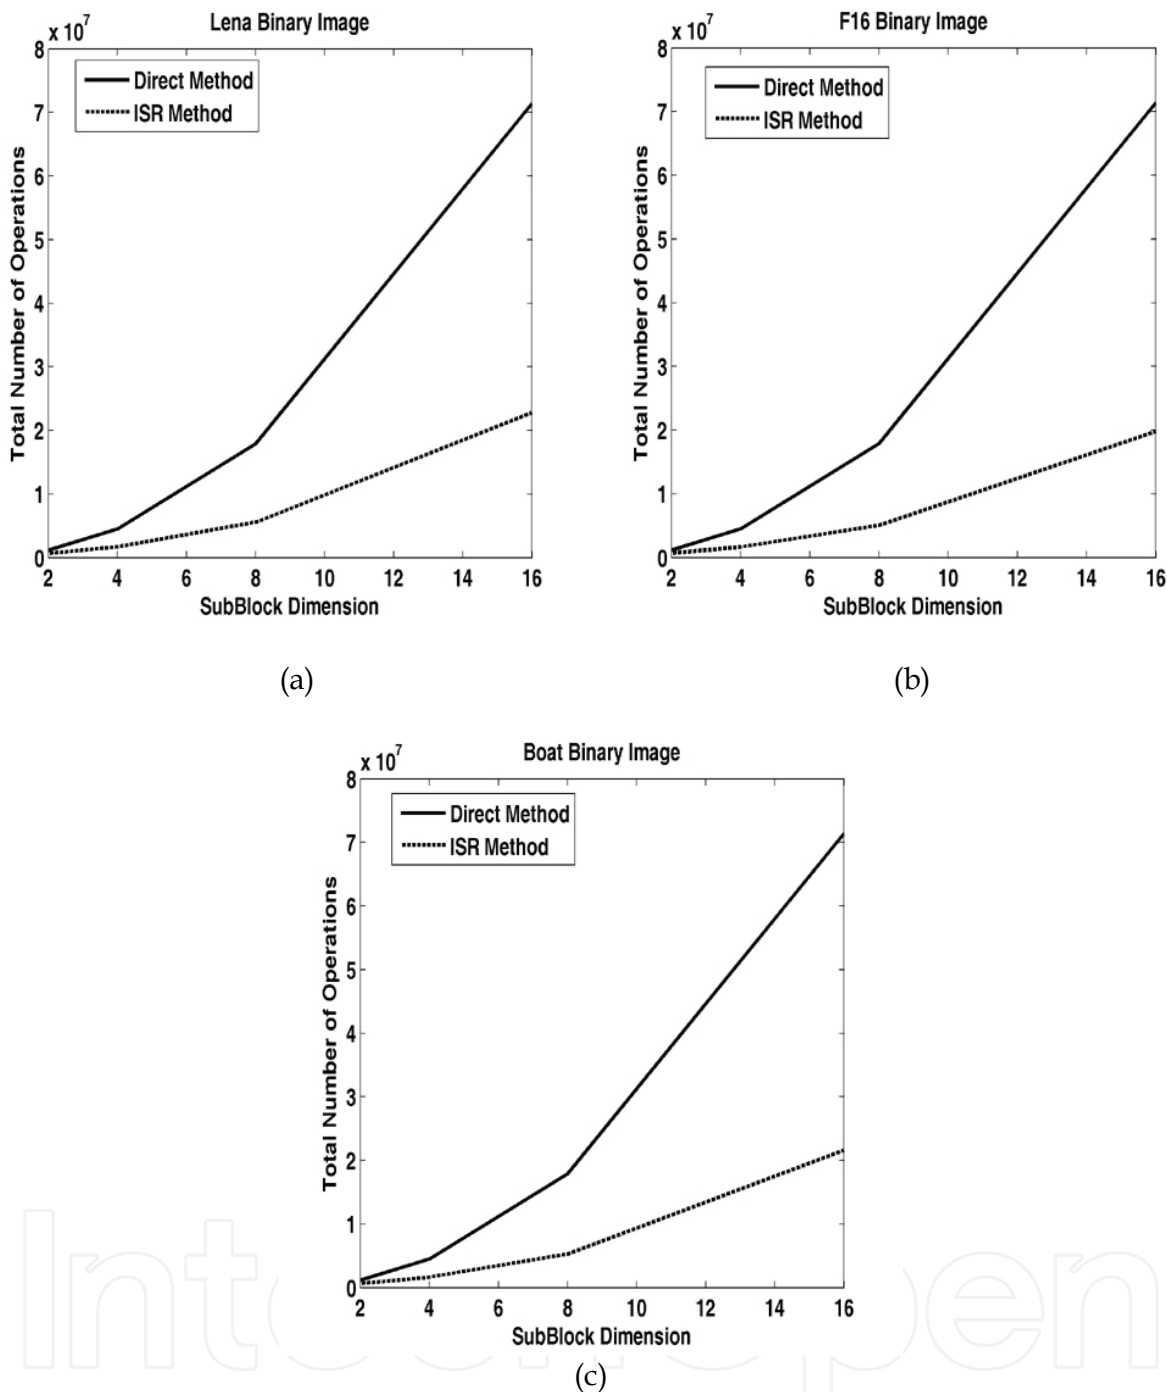 Lena Binary Image
x 10^7
8
7
6
5
4
3
2
1
0
Total Number of Operations
Direct Method
ISR Method
2 4 6 8 10 12 14 16
SubBlock Dimension
(a)
F16 Binary Image
x 10^7
8
7
6
5
4
3
2
1
0
Total Number of Operations
Direct Method
ISR Method
2 4 6 8 10 12 14 16
SubBlock Dimension
(b)
Boat Binary Image
x 10^7
8
7
6
5
4
3
2
1
0
Total Number of Operations
Direct Method
ISR Method
2 4 6 8 10 12 14 16
SubBlock Dimension
(c)